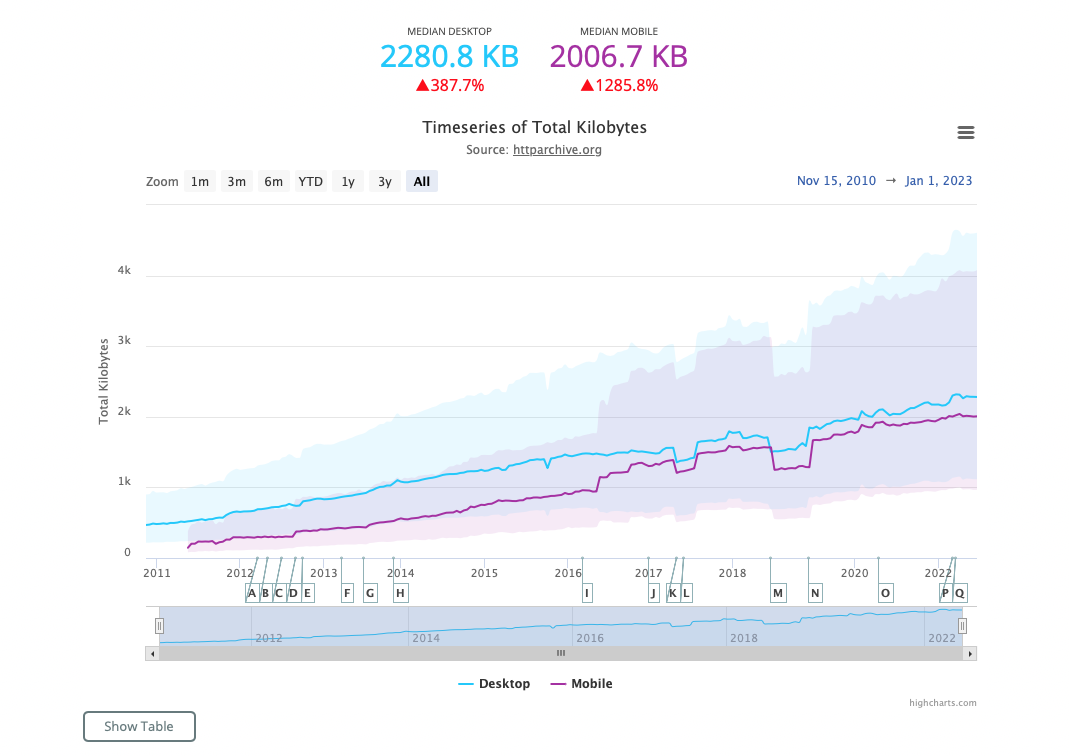 MEDIAN DESKTOP MEDIAN MOBILE
2280.8 KB 2006.7 KB
▲387.7% ▲1285.8%
Timeseries of Total Kilobytes
Source: httparchive.org
Zoom 1m 3m 6m YTD 1y 3y All Nov 15, 2010 → Jan 1, 2023
Total Kilobytes
4k
3k
2k
1k
0
2011 2012 2013 2014 2015 2016 2017 2018 2020 2022
A B C D E F G H I J K L M N O P Q
2012 2014 2016 2018 2022
Desktop Mobile
highcharts.com
Show Table